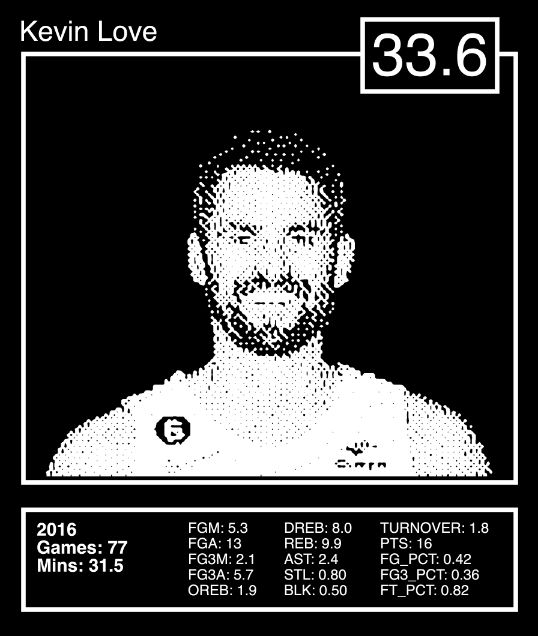 Kevin Love
33.6
6
2016
Games: 77
Mins: 31.5
FGM: 5.3
FGA: 13
FG3M: 2.1
FG3A: 5.7
OREB: 1.9
DREB: 8.0
REB: 9.9
AST: 2.4
STL: 0.80
BLK: 0.50
TURNOVER: 1.8
PTS: 16
FG_PCT: 0.42
FG3_PCT: 0.36
FT_PCT: 0.82